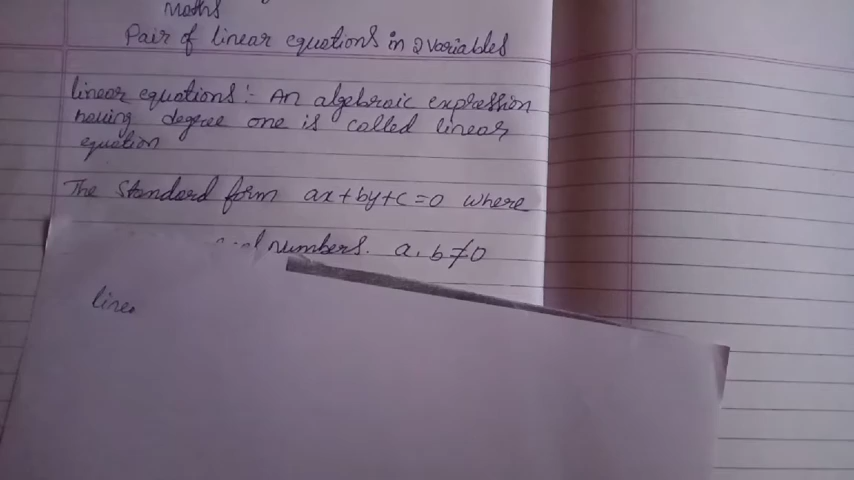 maths
Pair of linear equations in 2 variables
linear equations :- An algebraic expression
having degree one is called linear
equation
The standard form ax+by+c=0 where
numbers. a, b≠0
line